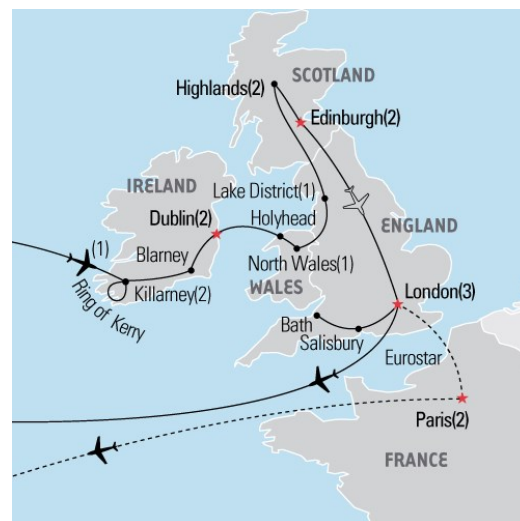 SCOTLAND
Highlands(2)
Edinburgh(2)
IRELAND
Lake District(1)
Dublin(2)
Holyhead
ENGLAND
(1)
Blarney
North Wales(1)
Ring of Kerry
Killarney(2)
WALES
London(3)
Bath
Salisbury
Eurostar
Paris(2)
FRANCE